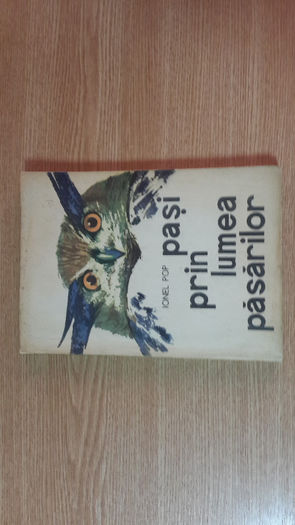 IONEL POP
pași
prin
lumea
păsărilor